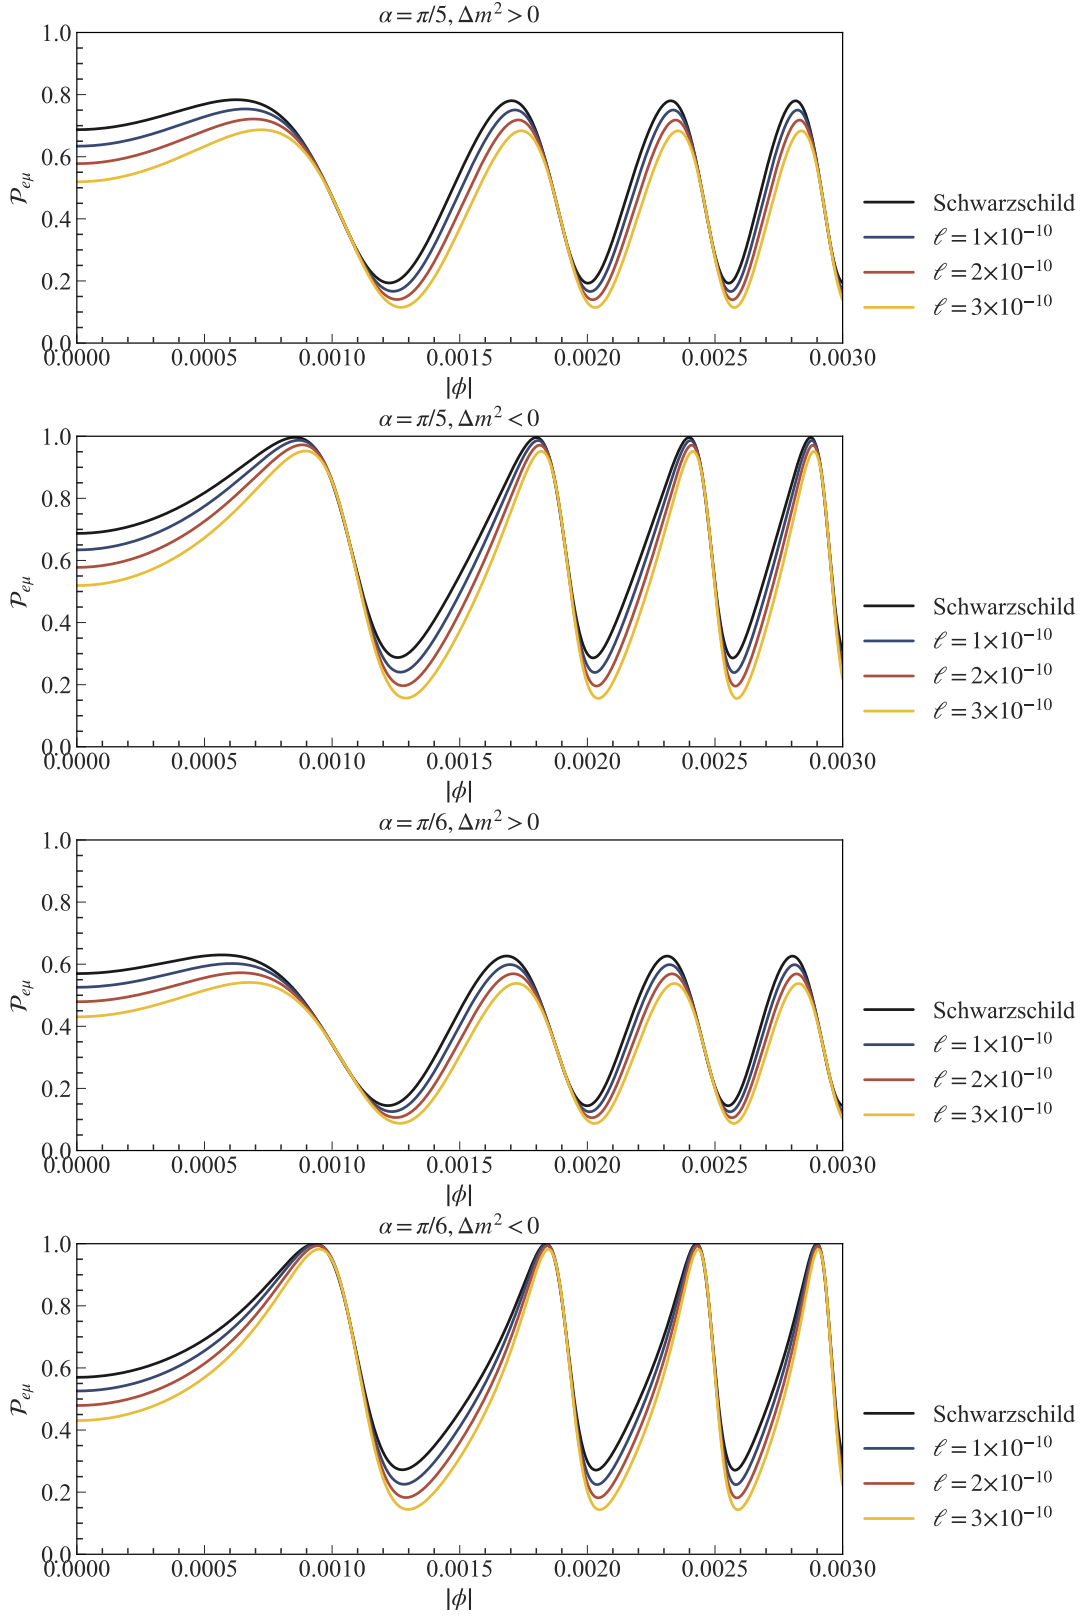 α = π/5, Δm² > 0
1.0
0.8
0.6
0.4
0.2
0.0
𝒫eμ
0.0000 0.0005 0.0010 0.0015 0.0020 0.0025 0.0030
|ϕ|
Schwarzschild
ℓ = 1×10⁻¹⁰
ℓ = 2×10⁻¹⁰
ℓ = 3×10⁻¹⁰
α = π/5, Δm² < 0
1.0
0.8
0.6
0.4
0.2
0.0
𝒫eμ
0.0000 0.0005 0.0010 0.0015 0.0020 0.0025 0.0030
|ϕ|
Schwarzschild
ℓ = 1×10⁻¹⁰
ℓ = 2×10⁻¹⁰
ℓ = 3×10⁻¹⁰
α = π/6, Δm² > 0
1.0
0.8
0.6
0.4
0.2
0.0
𝒫eμ
0.0000 0.0005 0.0010 0.0015 0.0020 0.0025 0.0030
|ϕ|
Schwarzschild
ℓ = 1×10⁻¹⁰
ℓ = 2×10⁻¹⁰
ℓ = 3×10⁻¹⁰
α = π/6, Δm² < 0
1.0
0.8
0.6
0.4
0.2
0.0
𝒫eμ
0.0000 0.0005 0.0010 0.0015 0.0020 0.0025 0.0030
|ϕ|
Schwarzschild
ℓ = 1×10⁻¹⁰
ℓ = 2×10⁻¹⁰
ℓ = 3×10⁻¹⁰